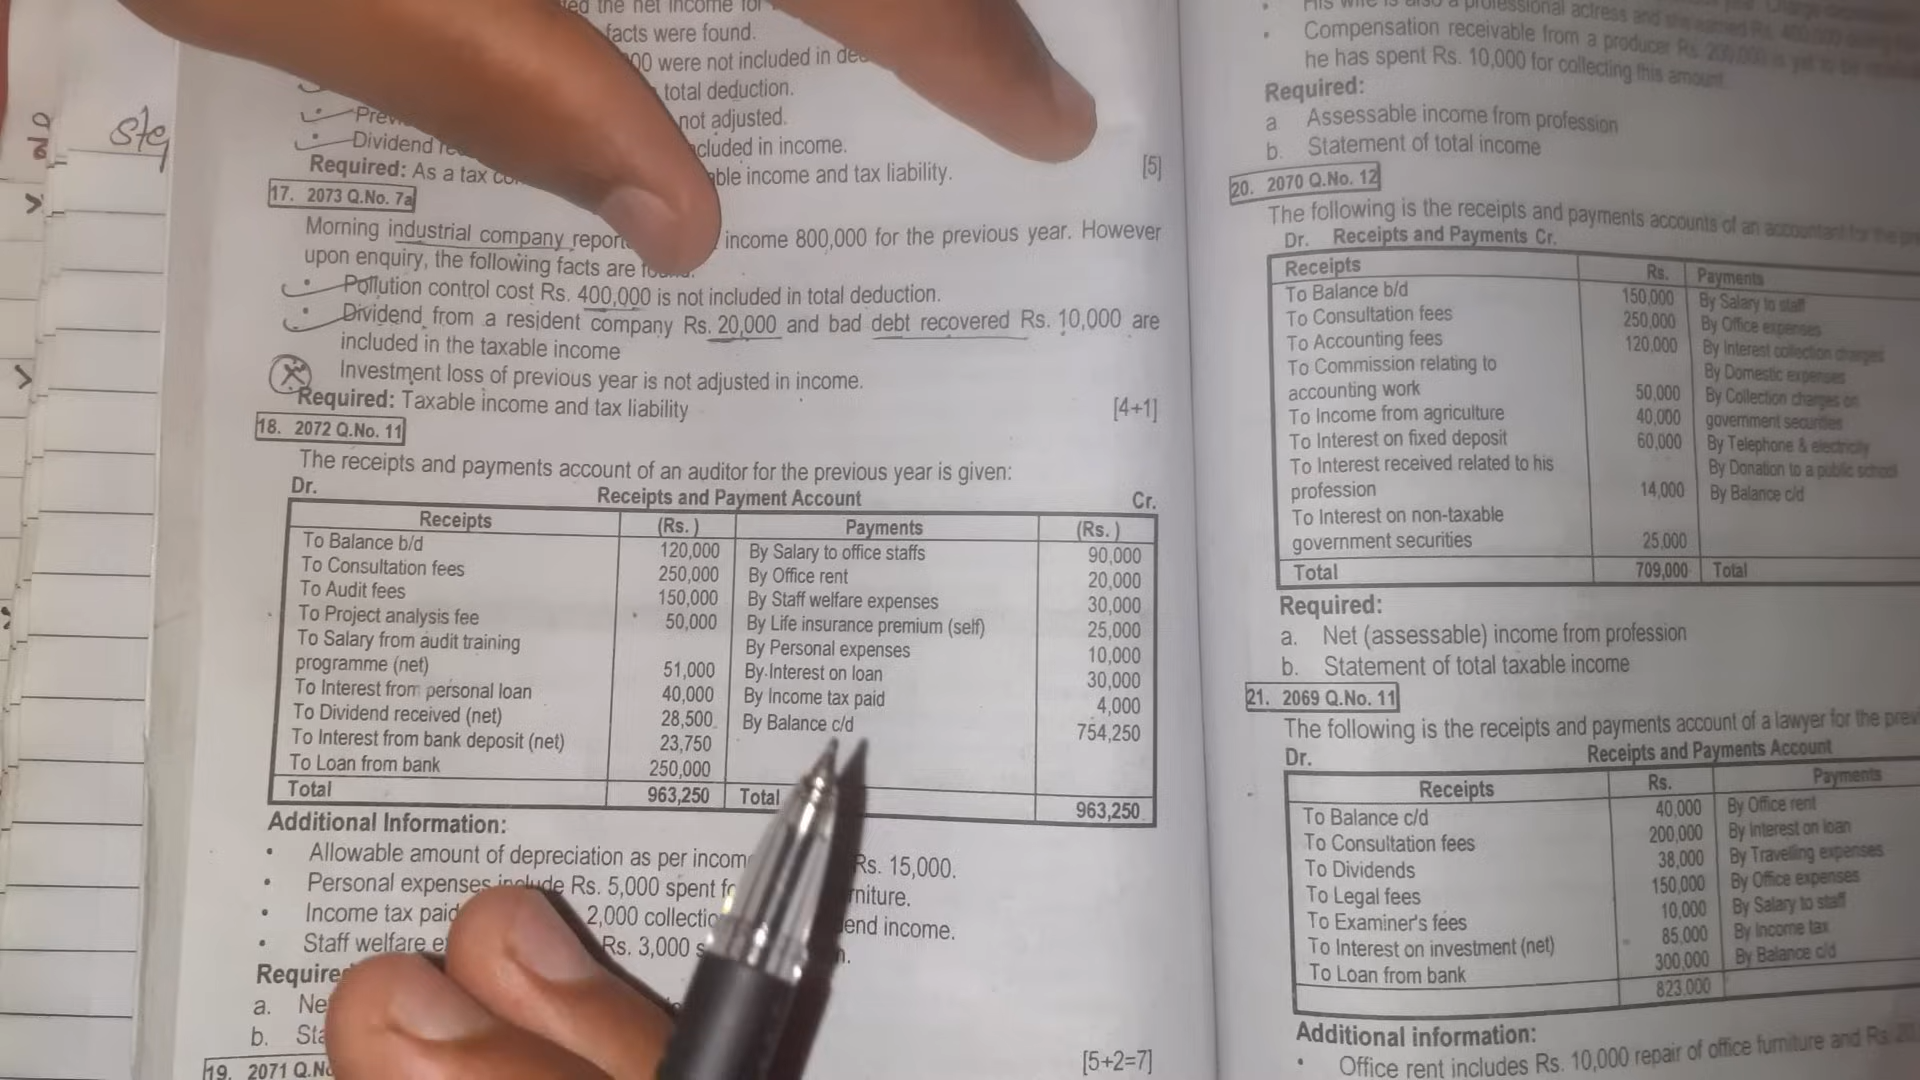 ed the net income for
facts were found.
00 were not included in
total deduction.
not adjusted.
Dividend
cluded in income.
Required: As a tax
ble income and tax liability.
[5]
17. 2073 Q.No. 7a
Morning industrial company report income 800,000 for the previous year. However
upon enquiry, the following facts are
Pollution control cost Rs. 400,000 is not included in total deduction.
Dividend from a resident company Rs. 20,000 and bad debt recovered Rs. 10,000 are
included in the taxable income
Investment loss of previous year is not adjusted in income.
Required: Taxable income and tax liability [4+1]
18. 2072 Q.No. 11
The receipts and payments account of an auditor for the previous year is given:
Dr. Receipts and Payment Account Cr.
Receipts (Rs.) Payments (Rs.)
To Balance b/d 120,000 By Salary to office staffs 90,000
To Consultation fees 250,000 By Office rent 20,000
To Audit fees 150,000 By Staff welfare expenses 30,000
To Project analysis fee 50,000 By Life insurance premium (self) 25,000
To Salary from audit training By Personal expenses 10,000
programme (net) 51,000 By Interest on loan 30,000
To Interest from personal loan 40,000 By Income tax paid 4,000
To Dividend received (net) 28,500 By Balance c/d 754,250
To Interest from bank deposit (net) 23,750
To Loan from bank 250,000
Total 963,250 Total 963,250
Additional Information:
• Allowable amount of depreciation as per incom Rs. 15,000.
• Personal expenses include Rs. 5,000 spent
• Income tax paid 2,000 collectio end income.
• Staff welfare Rs. 3,000
Require
a. Ne
b. Sta
[5+2=7]
19. 2071 Q.No
Compensation receivable from a producer Rs. 200,000 is yet to be
he has spent Rs. 10,000 for collecting this amount.
Required:
a Assessable income from profession
b. Statement of total income
20. 2070 Q.No. 12
The following is the receipts and payments accounts of an accountant for the
Dr. Receipts and Payments Cr.
Receipts Rs. Payments
To Balance b/d 150,000 By Salary to staff
To Consultation fees 250,000 By Office expenses
To Accounting fees 120,000 By Interest collection charges
To Commission relating to By Domestic expenses
accounting work 50,000 By Collection charges on
To Income from agriculture 40,000 government securities
To Interest on fixed deposit 60,000 By Telephone & electricity
To Interest received related to his By Donation to a public school
profession 14,000 By Balance c/d
To Interest on non-taxable
government securities 25,000
Total 709,000 Total
Required:
a. Net (assessable) income from profession
b. Statement of total taxable income
21. 2069 Q.No. 11
The following is the receipts and payments account of a lawyer for the previ
Dr. Receipts and Payments Account
Receipts Rs. Payments
To Balance c/d 40,000 By Office rent
To Consultation fees 200,000 By Interest on loan
To Dividends 38,000 By Travelling expenses
To Legal fees 150,000 By Office expenses
To Examiner's fees 10,000 By Salary to staff
To Interest on investment (net) 85,000 By Income tax
To Loan from bank 300,000 By Balance c/d
823,000
Additional information:
• Office rent includes Rs. 10,000 repair of office furniture and Rs.